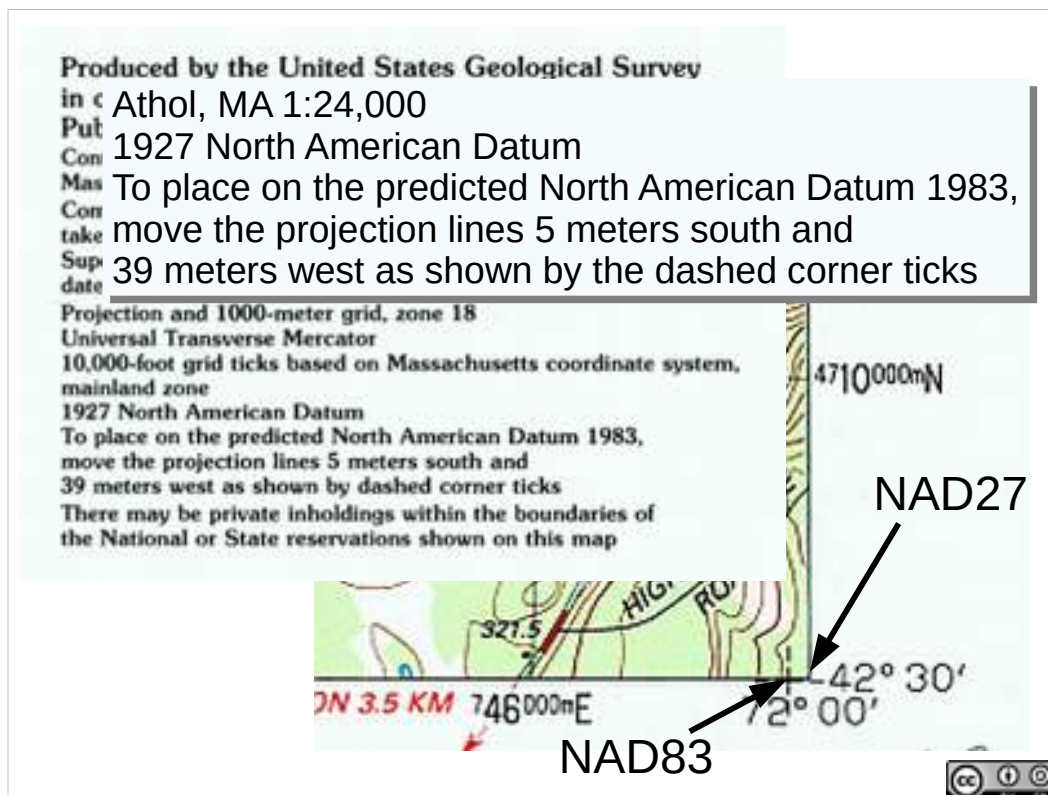 Produced by the United States Geological Survey
in
Athol, MA 1:24,000
1927 North American Datum
To place on the predicted North American Datum 1983,
move the projection lines 5 meters south and
39 meters west as shown by the dashed corner ticks
Projection and 1000-meter grid, zone 18
Universal Transverse Mercator
10,000-foot grid ticks based on Massachusetts coordinate system,
mainland zone
1927 North American Datum
To place on the predicted North American Datum 1983,
move the projection lines 5 meters south and
39 meters west as shown by dashed corner ticks
There may be private inholdings within the boundaries of
the National or State reservations shown on this map
4710000mN
NAD27
321.5
42° 30′
ON 3.5 KM 746000mE 72° 00′
NAD83
cc